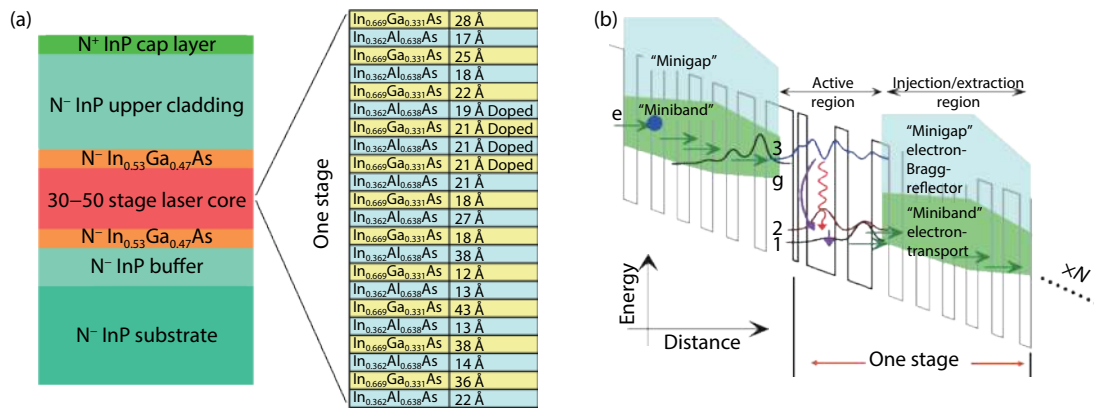 (a)
N⁺ InP cap layer
N⁻ InP upper cladding
N⁻ In₀.₅₃Ga₀.₄₇As
30–50 stage laser core
N⁻ In₀.₅₃Ga₀.₄₇As
N⁻ InP buffer
N⁻ InP substrate
One stage
In₀.₆₆₉Ga₀.₃₃₁As 28 Å
In₀.₃₆₂Al₀.₆₃₈As 17 Å
In₀.₆₆₉Ga₀.₃₃₁As 25 Å
In₀.₃₆₂Al₀.₆₃₈As 18 Å
In₀.₆₆₉Ga₀.₃₃₁As 22 Å
In₀.₃₆₂Al₀.₆₃₈As 19 Å Doped
In₀.₆₆₉Ga₀.₃₃₁As 21 Å Doped
In₀.₃₆₂Al₀.₆₃₈As 21 Å Doped
In₀.₆₆₉Ga₀.₃₃₁As 21 Å Doped
In₀.₃₆₂Al₀.₆₃₈As 21 Å
In₀.₆₆₉Ga₀.₃₃₁As 18 Å
In₀.₃₆₂Al₀.₆₃₈As 27 Å
In₀.₆₆₉Ga₀.₃₃₁As 18 Å
In₀.₃₆₂Al₀.₆₃₈As 38 Å
In₀.₆₆₉Ga₀.₃₃₁As 12 Å
In₀.₃₆₂Al₀.₆₃₈As 13 Å
In₀.₆₆₉Ga₀.₃₃₁As 43 Å
In₀.₃₆₂Al₀.₆₃₈As 13 Å
In₀.₆₆₉Ga₀.₃₃₁As 38 Å
In₀.₃₆₂Al₀.₆₃₈As 14 Å
In₀.₆₆₉Ga₀.₃₃₁As 36 Å
In₀.₃₆₂Al₀.₆₃₈As 22 Å
(b)
"Minigap"
"Miniband"
e
Active
region
Injection/extraction
region
3
g
2
1
"Minigap"
electron-
Bragg-
reflector
"Miniband"
electron-
transport
×N
Energy
Distance
One stage